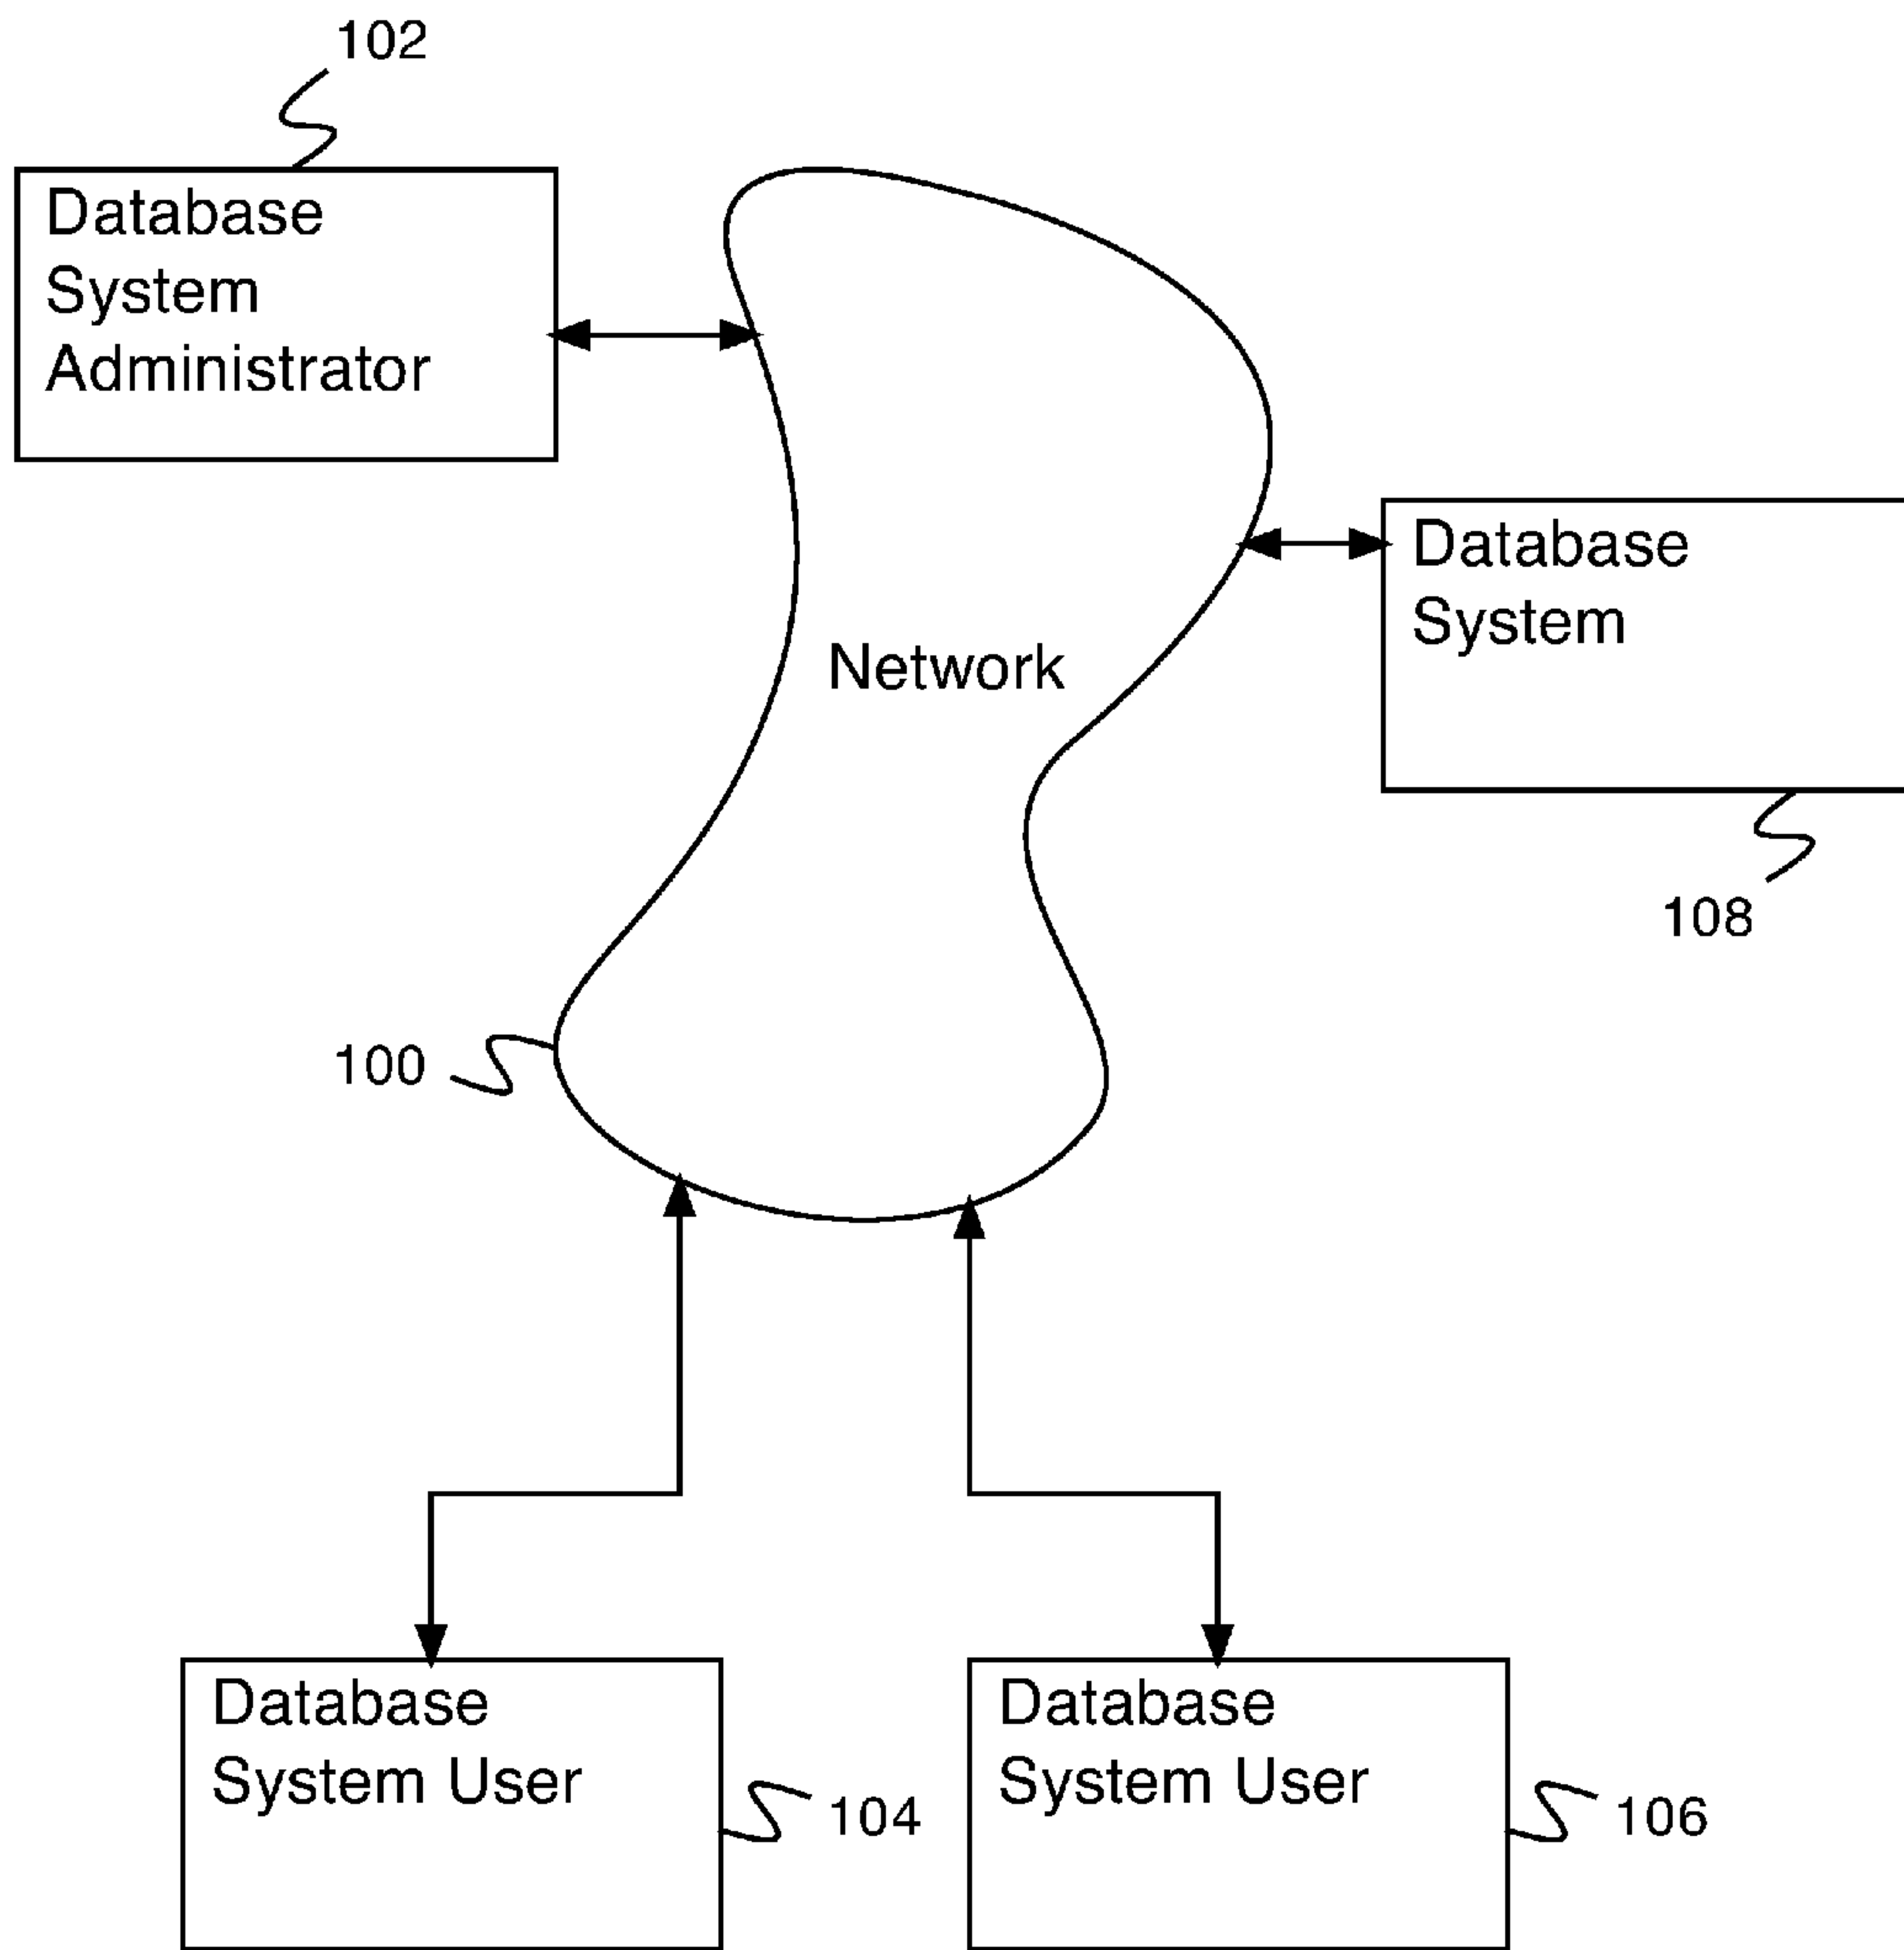 102
Database
System
Administrator
Database
System
Network
108
100
Database
System User
104
Database
System User
106